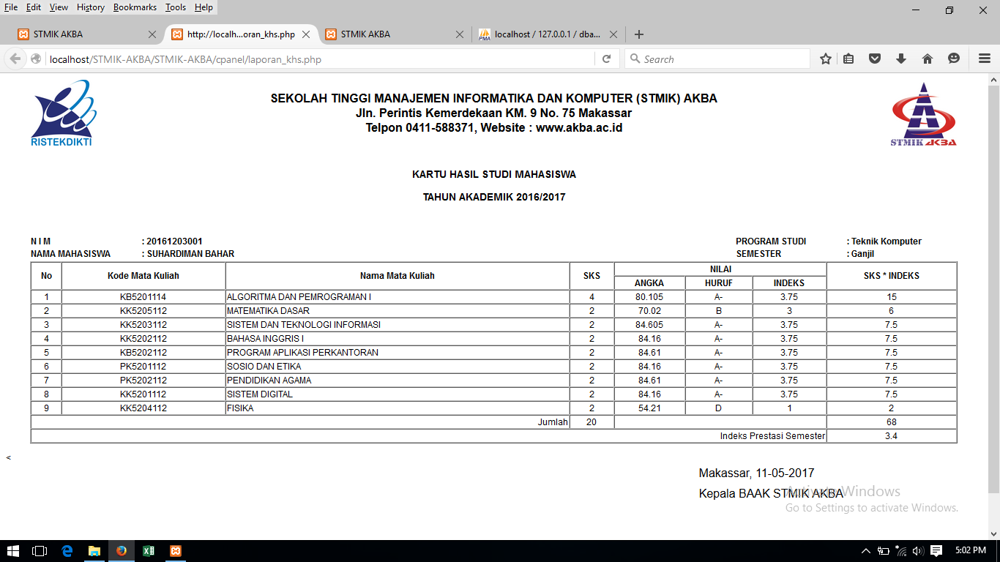 File Edit View History Bookmarks Tools Help
STMIK AKBA
http://localh...oran_khs.php
STMIK AKBA
PMA
localhost / 127.0.0.1 / dba...
localhost/STMIK-AKBA/STMIK-AKBA/cpanel/laporan_khs.php
Search
RISTEKDIKTI
SEKOLAH TINGGI MANAJEMEN INFORMATIKA DAN KOMPUTER (STMIK) AKBA
Jln. Perintis Kemerdekaan KM. 9 No. 75 Makassar
Telpon 0411-588371, Website : www.akba.ac.id
STMIK AKBA
KARTU HASIL STUDI MAHASISWA
TAHUN AKADEMIK 2016/2017
N I M : 20161203001 PROGRAM STUDI : Teknik Komputer
NAMA MAHASISWA : SUHARDIMAN BAHAR SEMESTER : Ganjil
No Kode Mata Kuliah Nama Mata Kuliah SKS NILAI SKS * INDEKS
ANGKA HURUF INDEKS
1 KB5201114 ALGORITMA DAN PEMROGRAMAN I 4 80.105 A- 3.75 15
2 KK5205112 MATEMATIKA DASAR 2 70.02 B 3 6
3 KK5203112 SISTEM DAN TEKNOLOGI INFORMASI 2 84.605 A- 3.75 7.5
4 KK5202112 BAHASA INGGRIS I 2 84.16 A- 3.75 7.5
5 KB5202112 PROGRAM APLIKASI PERKANTORAN 2 84.61 A- 3.75 7.5
6 PK5201112 SOSIO DAN ETIKA 2 84.16 A- 3.75 7.5
7 PK5202112 PENDIDIKAN AGAMA 2 84.61 A- 3.75 7.5
8 KK5201112 SISTEM DIGITAL 2 84.16 A- 3.75 7.5
9 KK5204112 FISIKA 2 54.21 D 1 2
Jumlah 20 68
Indeks Prestasi Semester 3.4
<
Makassar, 11-05-2017
Kepala BAAK STMIK AKBA
Activate Windows
Go to Settings to activate Windows.
5:02 PM